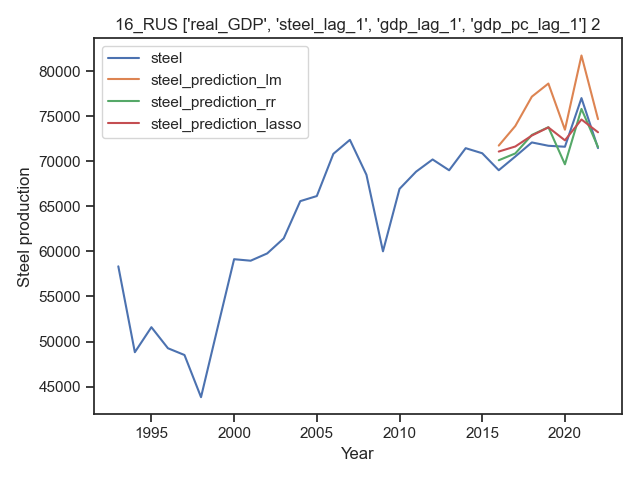 16_RUS ['real_GDP', 'steel_lag_1', 'gdp_lag_1', 'gdp_pc_lag_1'] 2
steel
steel_prediction_lm
steel_prediction_rr
steel_prediction_lasso
80000
75000
70000
65000
60000
55000
50000
45000
Steel production
1995
2000
2005
2010
2015
2020
Year